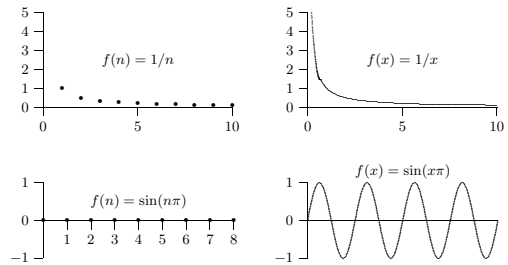 5
4
3
2
1
0
0 5 10
f(n) = 1/n
5
4
3
2
1
0
0 5 10
f(x) = 1/x
1
0
−1
1 2 3 4 5 6 7 8
f(n) = sin(nπ)
1
0
−1
f(x) = sin(xπ)